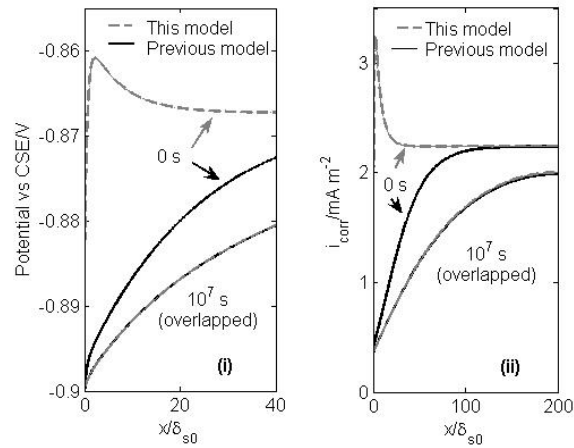 This model
Previous model
-0.86
-0.87
-0.88
-0.89
-0.9
Potential vs CSE/V
0 s
10⁷ s
(overlapped)
(i)
0
20
40
x/δₛ₀
This model
Previous model
3
2
1
0
i_corr/mA m⁻²
0 s
10⁷ s
(overlapped)
(ii)
0
100
200
x/δₛ₀